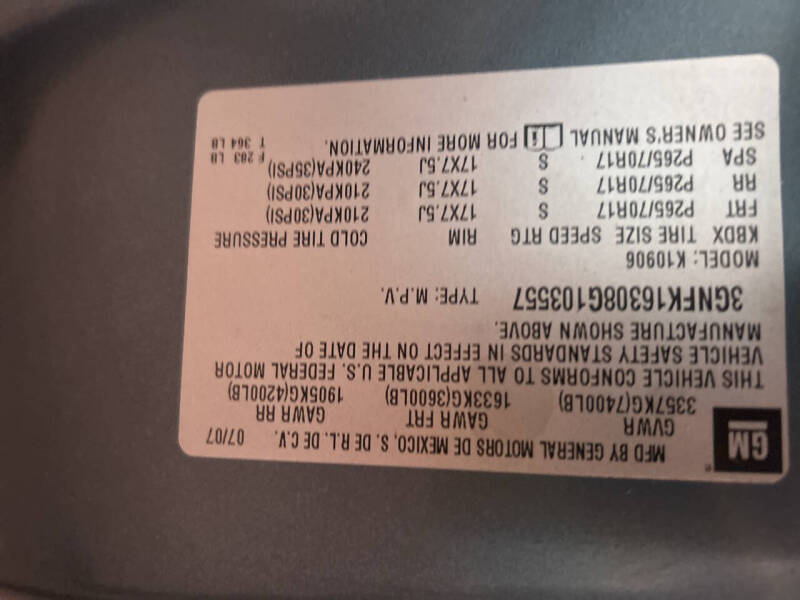 GM
MFD BY GENERAL MOTORS DE MEXICO, S. DE R.L. DE C.V. 07/07
GVWR GAWR FRT GAWR RR
3357KG(7400LB) 1633KG(3600LB) 1905KG(4200LB)
THIS VEHICLE CONFORMS TO ALL APPLICABLE U.S. FEDERAL MOTOR
VEHICLE SAFETY STANDARDS IN EFFECT ON THE DATE OF
MANUFACTURE SHOWN ABOVE.
3GNFK16308G103557 TYPE: M.P.V.
MODEL: K10906
KBDX TIRE SIZE SPEED RTG RIM COLD TIRE PRESSURE
FRT P265/70R17 S 17X7.5J 210KPA(30PSI)
RR P265/70R17 S 17X7.5J 210KPA(30PSI)
SPA P265/70R17 S 17X7.5J 240KPA(35PSI)
SEE OWNER'S MANUAL FOR MORE INFORMATION.
F 283 LB
T 364 LB